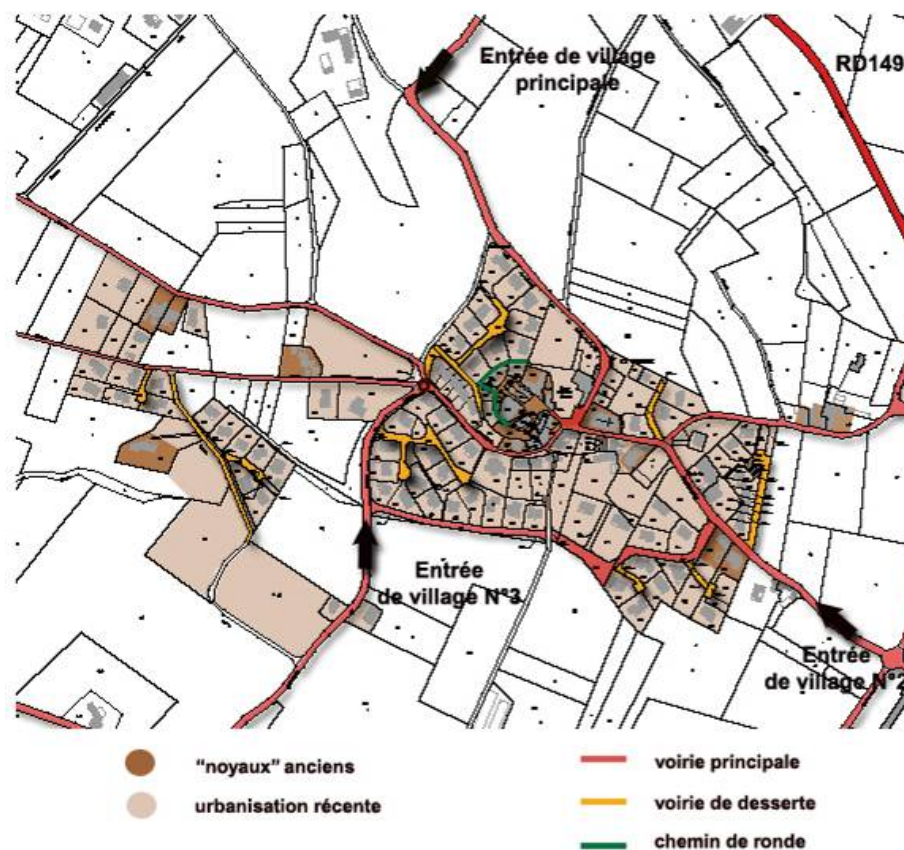 Entrée de village
principale
RD149
Entrée
de village N°3
Entrée
de village N°2
"noyaux" anciens
urbanisation récente
voirie principale
voirie de desserte
chemin de ronde